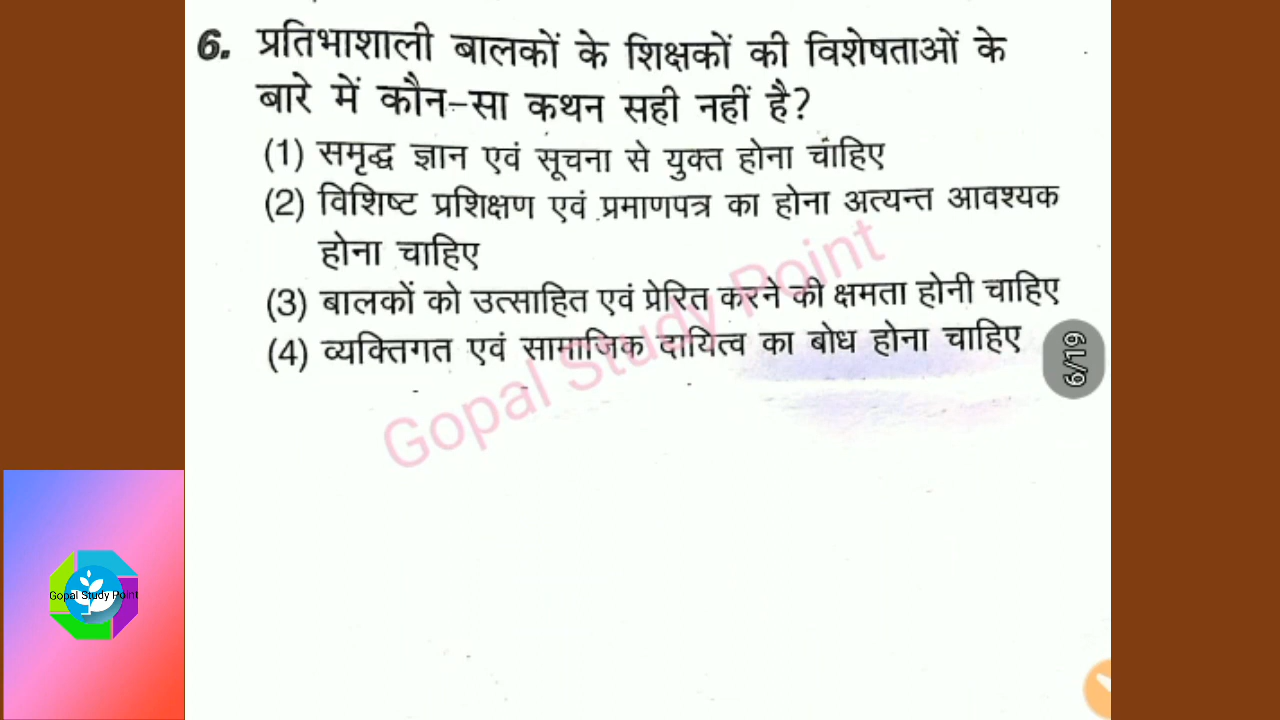 6. प्रतिभाशाली बालकों के शिक्षकों की विशेषताओं के
बारे में कौन-सा कथन सही नहीं है?
(1) समृद्ध ज्ञान एवं सूचना से युक्त होना चाहिए
(2) विशिष्ट प्रशिक्षण एवं प्रमाणपत्र का होना अत्यन्त आवश्यक
होना चाहिए
(3) बालकों को उत्साहित एवं प्रेरित करने की क्षमता होनी चाहिए
(4) व्यक्तिगत एवं सामाजिक दायित्व का बोध होना चाहिए
6/19
Gopal Study Point
Gopal Study Point